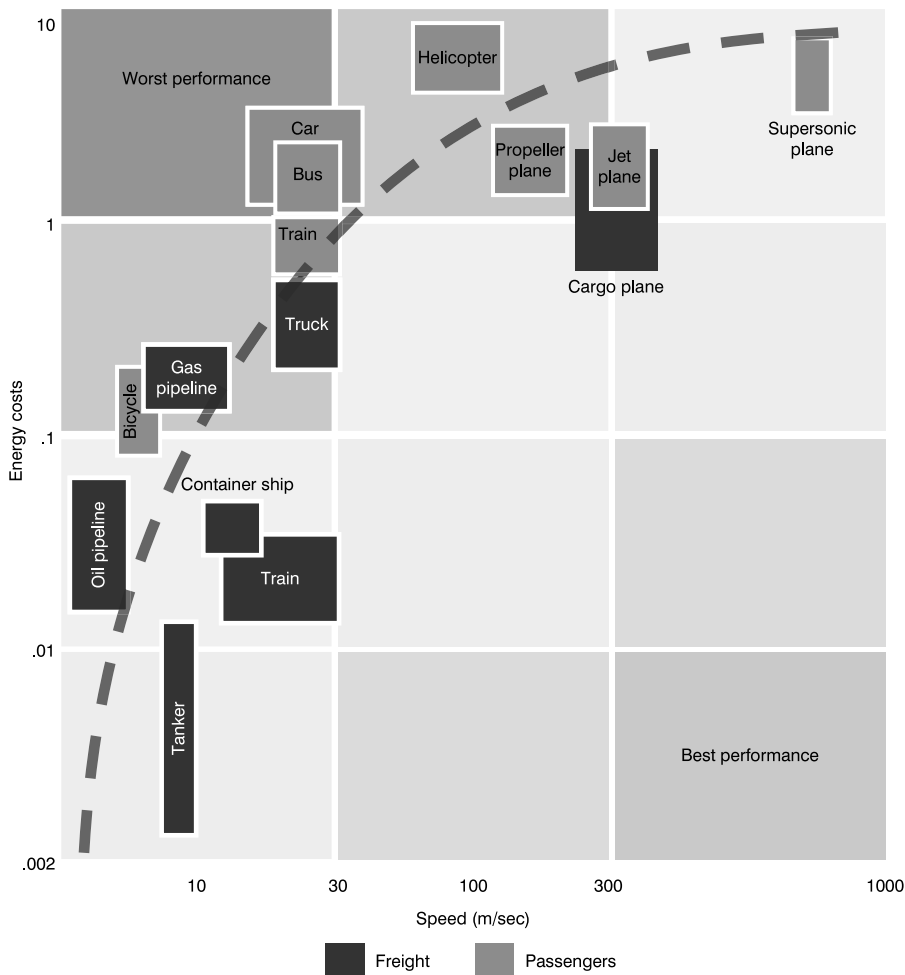 10
Worst performance
Helicopter
Car
Bus
Propeller
plane
Jet
plane
Supersonic
plane
1
Train
Cargo plane
Truck
Gas
pipeline
Bicycle
Energy costs
.1
Container ship
Oil pipeline
Train
.01
Tanker
Best performance
.002
10 30 100 300 1000
Speed (m/sec)
Freight Passengers